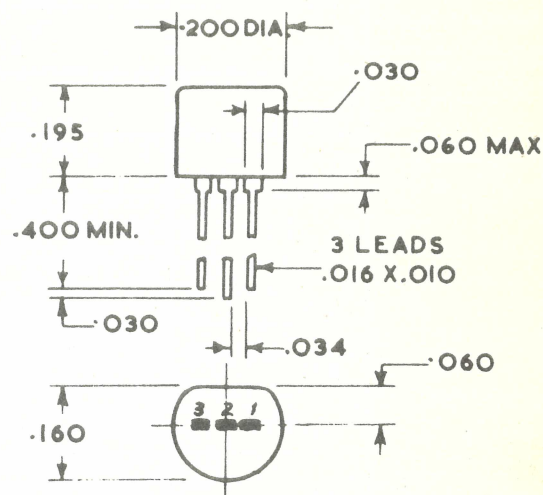 .200 DIA.
.030
.195
.060 MAX
.400 MIN.
3 LEADS
.016 X .010
.030
.034
.060
3 2 1
.160